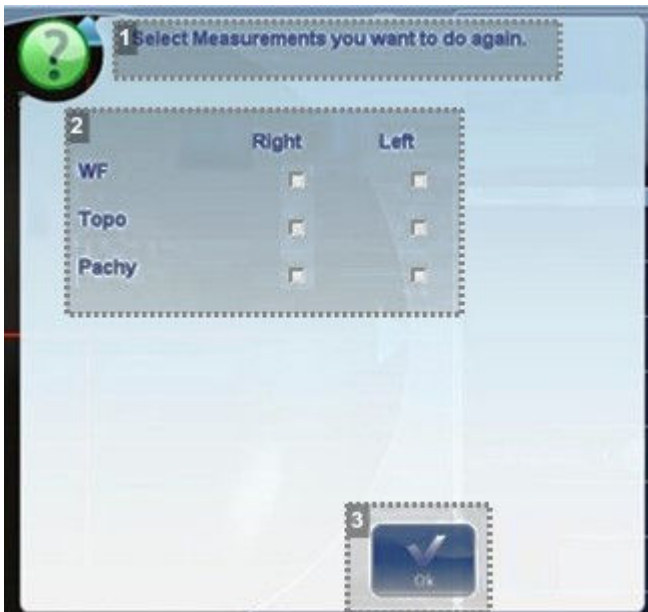 ?
1 Select Measurements you want to do again.
2
Right Left
WF
Topo
Pachy
3
Ok